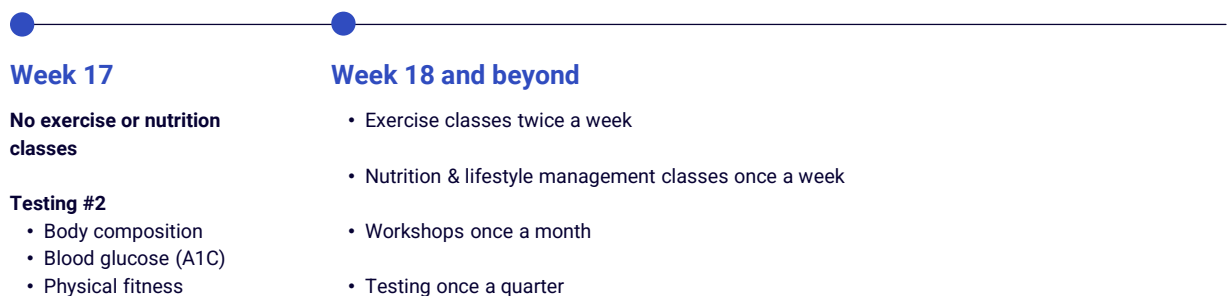 Week 17
No exercise or nutrition
classes
Testing #2
• Body composition
• Blood glucose (A1C)
• Physical fitness
Week 18 and beyond
• Exercise classes twice a week
• Nutrition & lifestyle management classes once a week
• Workshops once a month
• Testing once a quarter